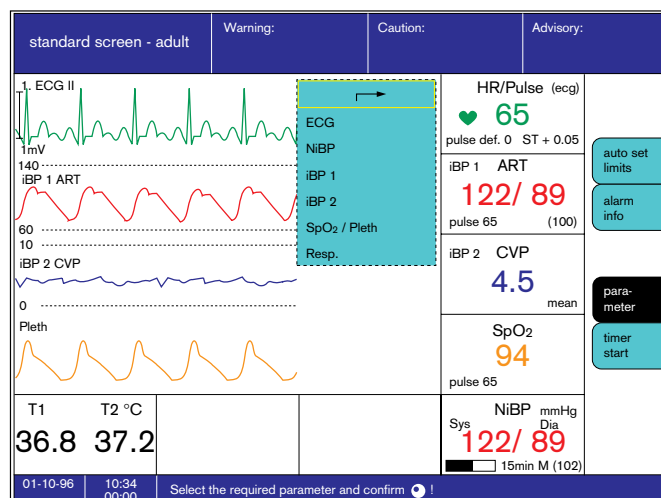 standard screen - adult
Warning:
Caution:
Advisory:
1. ECG II
1mV
140
iBP 1 ART
60
10
iBP 2 CVP
0
Pleth
ECG
NiBP
iBP 1
iBP 2
SpO2 / Pleth
Resp.
HR/Pulse (ecg)
65
pulse def. 0 ST + 0.05
iBP 1 ART
122/ 89
pulse 65 (100)
iBP 2 CVP
4.5
mean
SpO2
94
pulse 65
NiBP mmHg
Sys Dia
122/ 89
15min M (102)
auto set
limits
alarm
info
para-
meter
timer
start
T1 T2 °C
36.8 37.2
01-10-96
10:34
00:00
Select the required parameter and confirm !